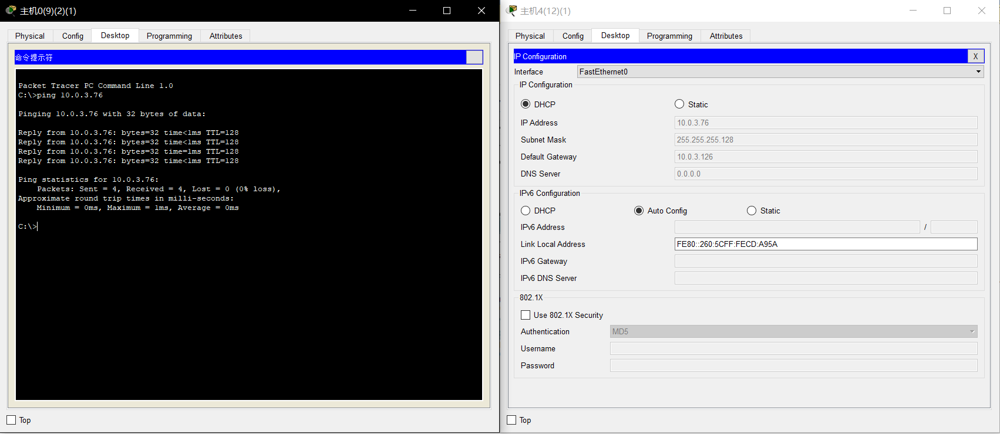 主机0(9)(2)(1)
Physical Config Desktop Programming Attributes
命令提示符
Packet Tracer PC Command Line 1.0
C:\>ping 10.0.3.76
Pinging 10.0.3.76 with 32 bytes of data:
Reply from 10.0.3.76: bytes=32 time<1ms TTL=128
Reply from 10.0.3.76: bytes=32 time<1ms TTL=128
Reply from 10.0.3.76: bytes=32 time=1ms TTL=128
Reply from 10.0.3.76: bytes=32 time<1ms TTL=128
Ping statistics for 10.0.3.76:
Packets: Sent = 4, Received = 4, Lost = 0 (0% loss),
Approximate round trip times in milli-seconds:
Minimum = 0ms, Maximum = 1ms, Average = 0ms
C:\>
Top
主机4(12)(1)
Physical Config Desktop Programming Attributes
IP Configuration X
Interface FastEthernet0
IP Configuration
DHCP Static
IP Address 10.0.3.76
Subnet Mask 255.255.255.128
Default Gateway 10.0.3.126
DNS Server 0.0.0.0
IPv6 Configuration
DHCP Auto Config Static
IPv6 Address /
Link Local Address FE80::260:5CFF:FECD:A95A
IPv6 Gateway
IPv6 DNS Server
802.1X
Use 802.1X Security
Authentication MD5
Username
Password
Top